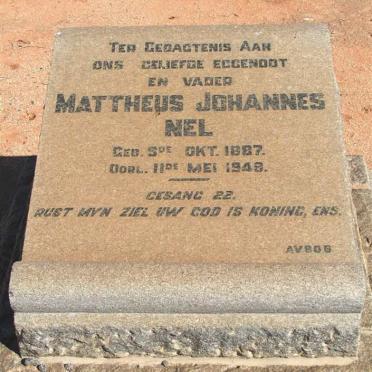 TER GEDAGTENIS AAN
ONS GELIEFDE EGGENOOT
EN VADER
MATTHEUS JOHANNES
NEL
GEB. 5DE OKT. 1887.
OORL. 11DE MEI 1948.
GESANG 22.
RUST MYN ZIEL UW GOD IS KONING, ENS.
AVBOB